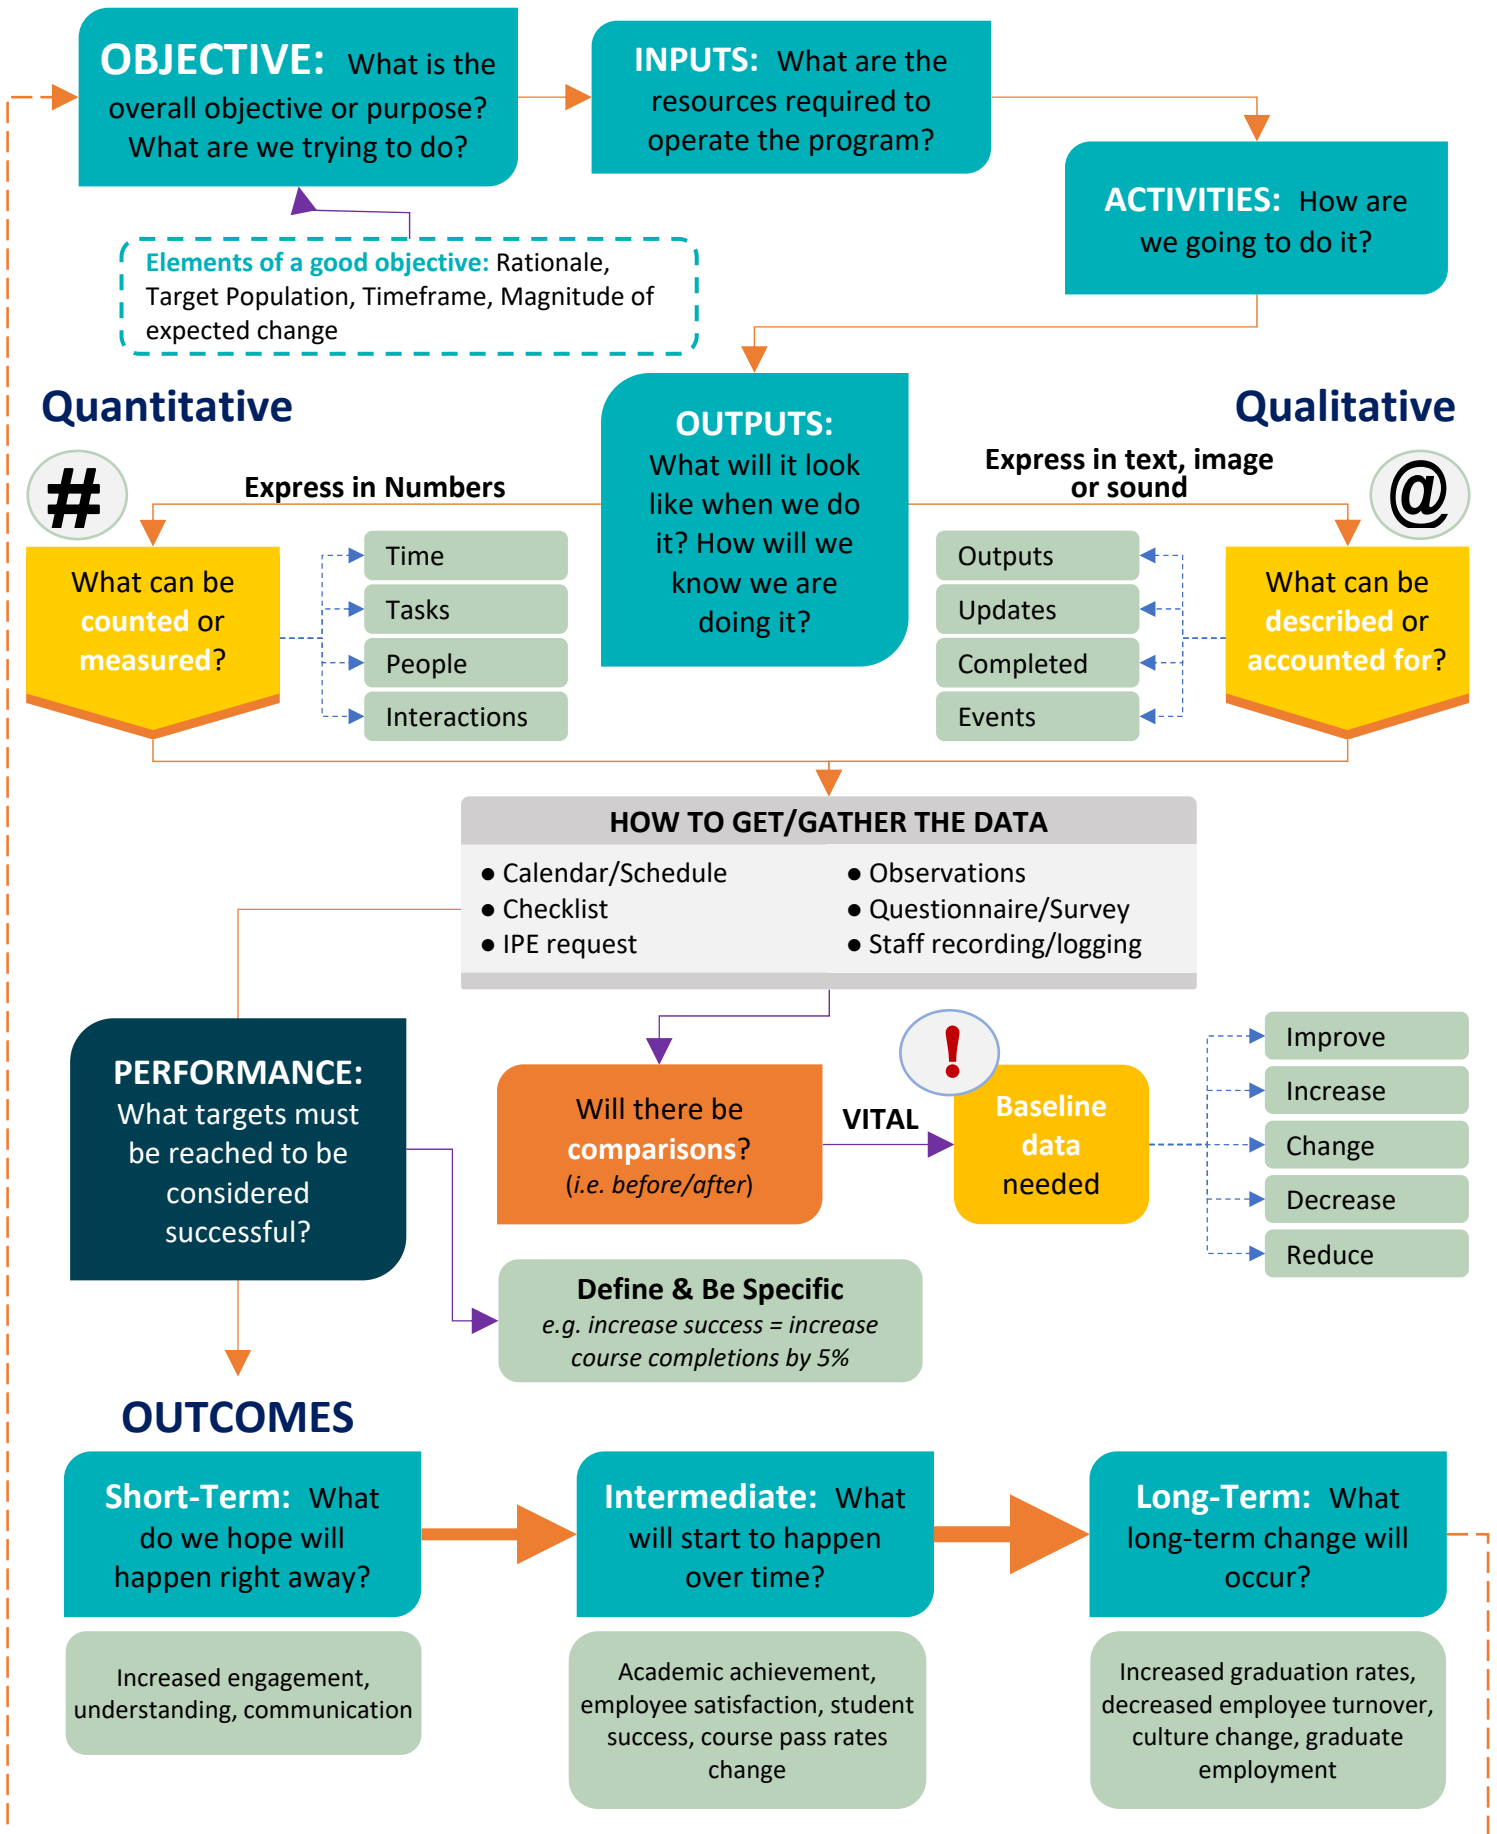 OBJECTIVE: What is the
overall objective or purpose?
What are we trying to do?
INPUTS: What are the
resources required to
operate the program?
ACTIVITIES: How are
we going to do it?
Elements of a good objective: Rationale,
Target Population, Timeframe, Magnitude of
expected change
Quantitative
#
Express in Numbers
What can be
counted or
measured?
Time
Tasks
People
Interactions
OUTPUTS:
What will it look
like when we do
it? How will we
know we are
doing it?
Qualitative
@
Express in text, image
or sound
Outputs
Updates
Completed
Events
What can be
described or
accounted for?
HOW TO GET/GATHER THE DATA
● Calendar/Schedule
● Checklist
● IPE request
● Observations
● Questionnaire/Survey
● Staff recording/logging
PERFORMANCE:
What targets must
be reached to be
considered
successful?
Will there be
comparisons?
(i.e. before/after)
VITAL
!
Baseline
data
needed
Improve
Increase
Change
Decrease
Reduce
Define & Be Specific
e.g. increase success = increase
course completions by 5%
OUTCOMES
Short-Term: What
do we hope will
happen right away?
Intermediate: What
will start to happen
over time?
Long-Term: What
long-term change will
occur?
Increased engagement,
understanding, communication
Academic achievement,
employee satisfaction, student
success, course pass rates
change
Increased graduation rates,
decreased employee turnover,
culture change, graduate
employment